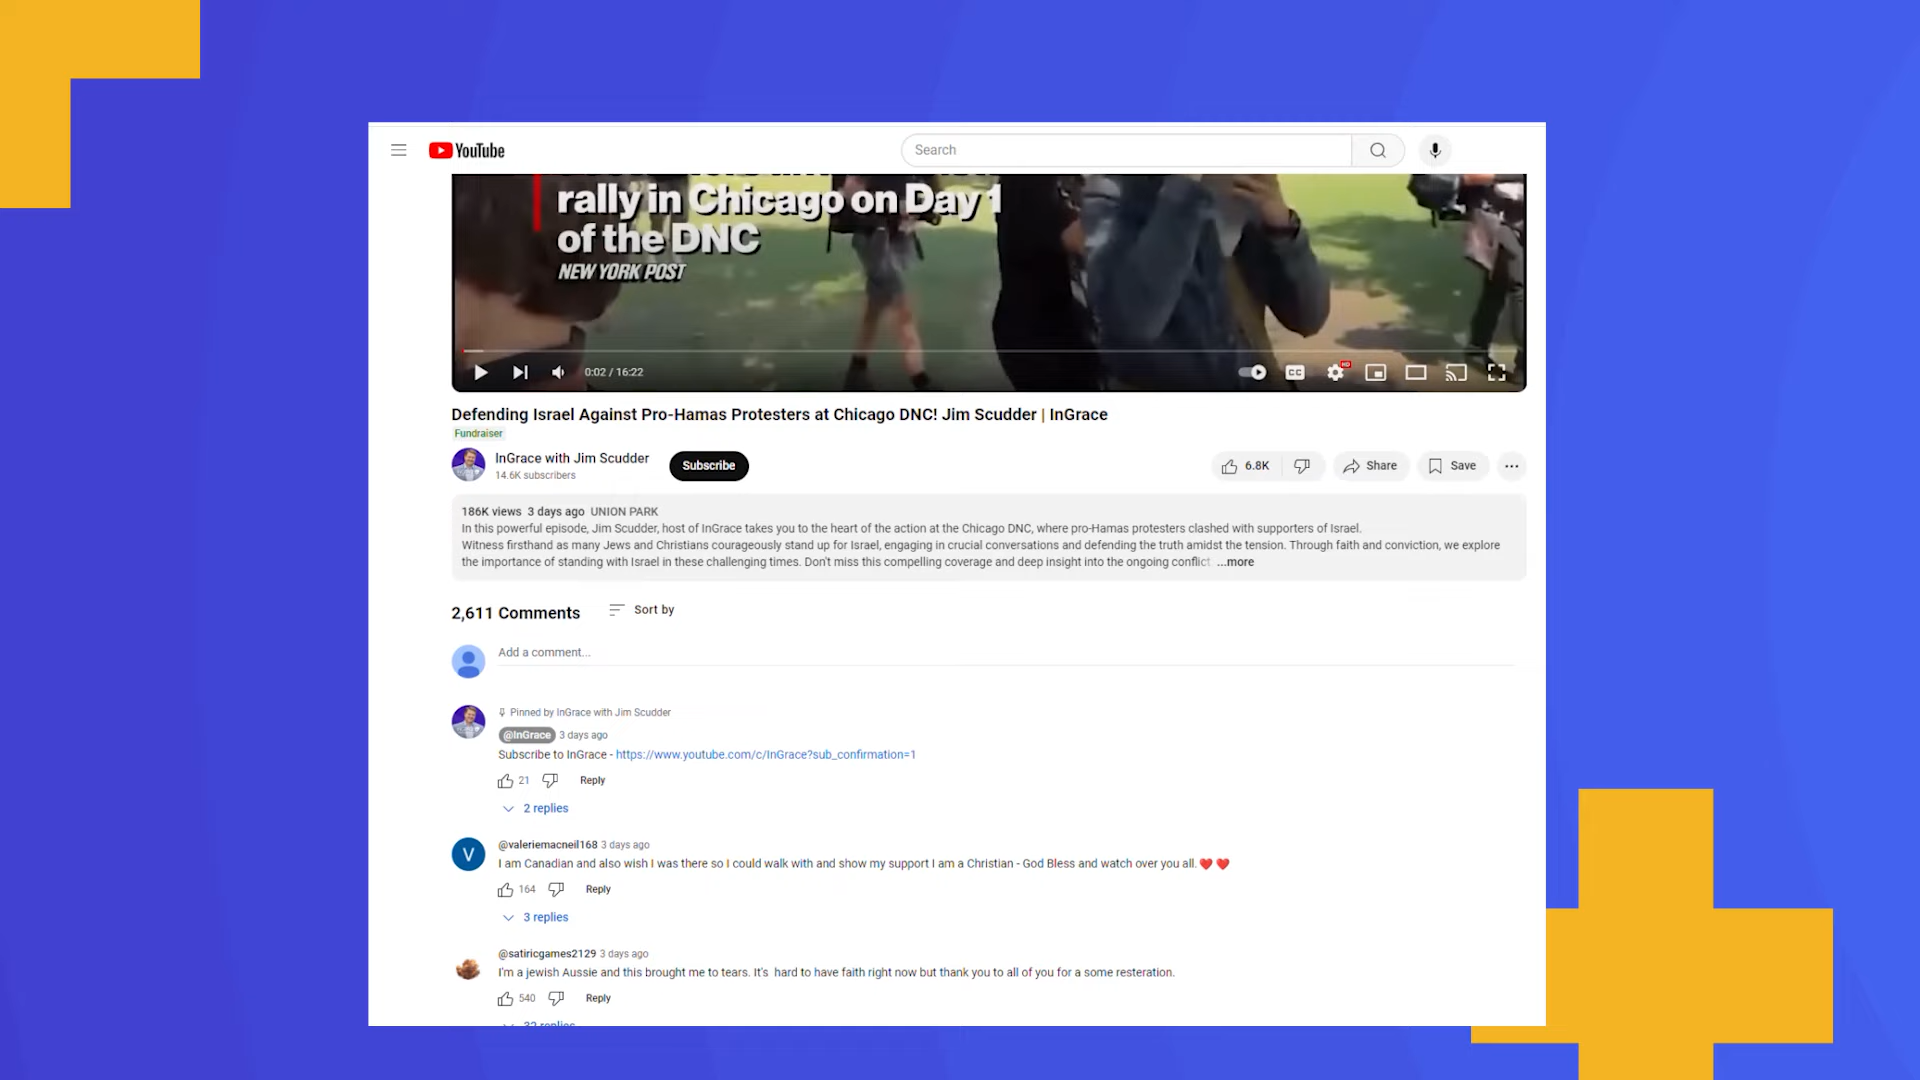 YouTube
Search
rally in Chicago on Day 1
of the DNC
NEW YORK POST
0:02 / 16:22
CC
HD
Defending Israel Against Pro-Hamas Protesters at Chicago DNC! Jim Scudder | InGrace
Fundraiser
InGrace with Jim Scudder
14.6K subscribers
Subscribe
6.8K
Share
Save
186K views 3 days ago UNION PARK
In this powerful episode, Jim Scudder, host of InGrace takes you to the heart of the action at the Chicago DNC, where pro-Hamas protesters clashed with supporters of Israel.
Witness firsthand as many Jews and Christians courageously stand up for Israel, engaging in crucial conversations and defending the truth amidst the tension. Through faith and conviction, we explore
the importance of standing with Israel in these challenging times. Don't miss this compelling coverage and deep insight into the ongoing conflict ...more
2,611 Comments
Sort by
Add a comment...
Pinned by InGrace with Jim Scudder
@InGrace 3 days ago
Subscribe to InGrace - https://www.youtube.com/c/InGrace?sub_confirmation=1
21
Reply
2 replies
V
@valeriemacneil168 3 days ago
I am Canadian and also wish I was there so I could walk with and show my support I am a Christian - God Bless and watch over you all. ❤️ ❤️
164
Reply
3 replies
@satiricgames2129 3 days ago
I'm a jewish Aussie and this brought me to tears. It's hard to have faith right now but thank you to all of you for a some resteration.
540
Reply
32 replies